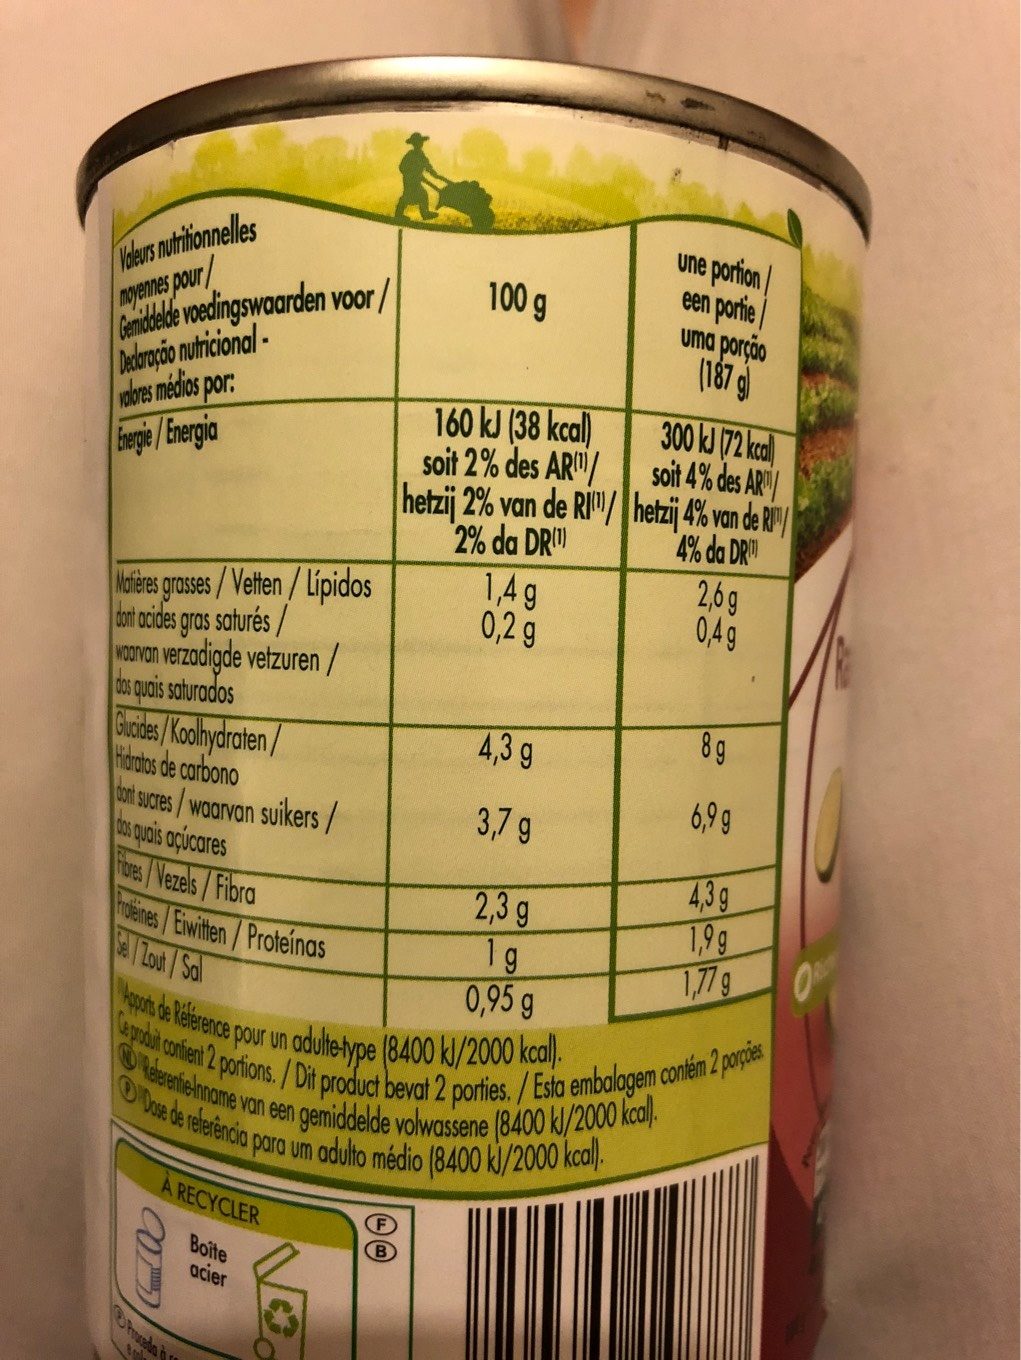 Valeurs nutritionnelles
moyennes pour /
Gemiddelde voedingswaarden voor /
Declaração nutricional -
valores médios por:
100 g
une portion /
een portie /
uma porção
(187 g)
Energie / Energia
160 kJ (38 kcal)
soit 2% des AR(1)/
hetzij 2% van de RI(1)/
2% da DR(1)
300 kJ (72 kcal)
soit 4% des AR(1)/
hetzij 4% van de RI(1)/
4% da DR(1)
Matières grasses / Vetten / Lípidos
1,4 g
2,6 g
dont acides gras saturés /
0,2 g
0,4 g
waarvan verzadigde vetzuren /
dos quais saturados
Glucides / Koolhydraten /
4,3 g
8 g
Hidratos de carbono
dont sucres / waarvan suikers /
3,7 g
6,9 g
dos quais açúcares
Fibres / Vezels / Fibra
2,3 g
4,3 g
Protéines / Eiwitten / Proteínas
1 g
1,9 g
Sel / Zout / Sal
0,95 g
1,77 g
(1)Apports de Référence pour un adulte-type (8400 kJ/2000 kcal).
Ce produit contient 2 portions. / Dit product bevat 2 porties. / Esta embalagem contém 2 porções.
NL (1)Referentie-Inname van een gemiddelde volwassene (8400 kJ/2000 kcal).
P (1)Dose de referência para um adulto médio (8400 kJ/2000 kcal).
À RECYCLER
F
B
Boîte
acier
P Proceda à